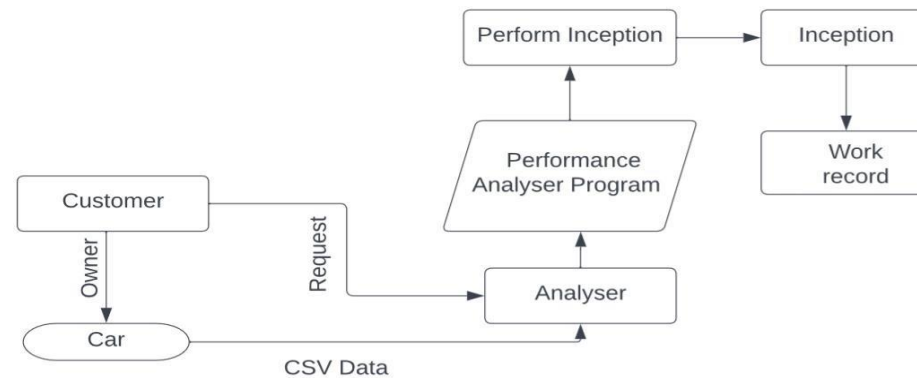 Perform Inception
Inception
Performance
Analyser Program
Work
record
Customer
Owner
Request
Analyser
Car
CSV Data